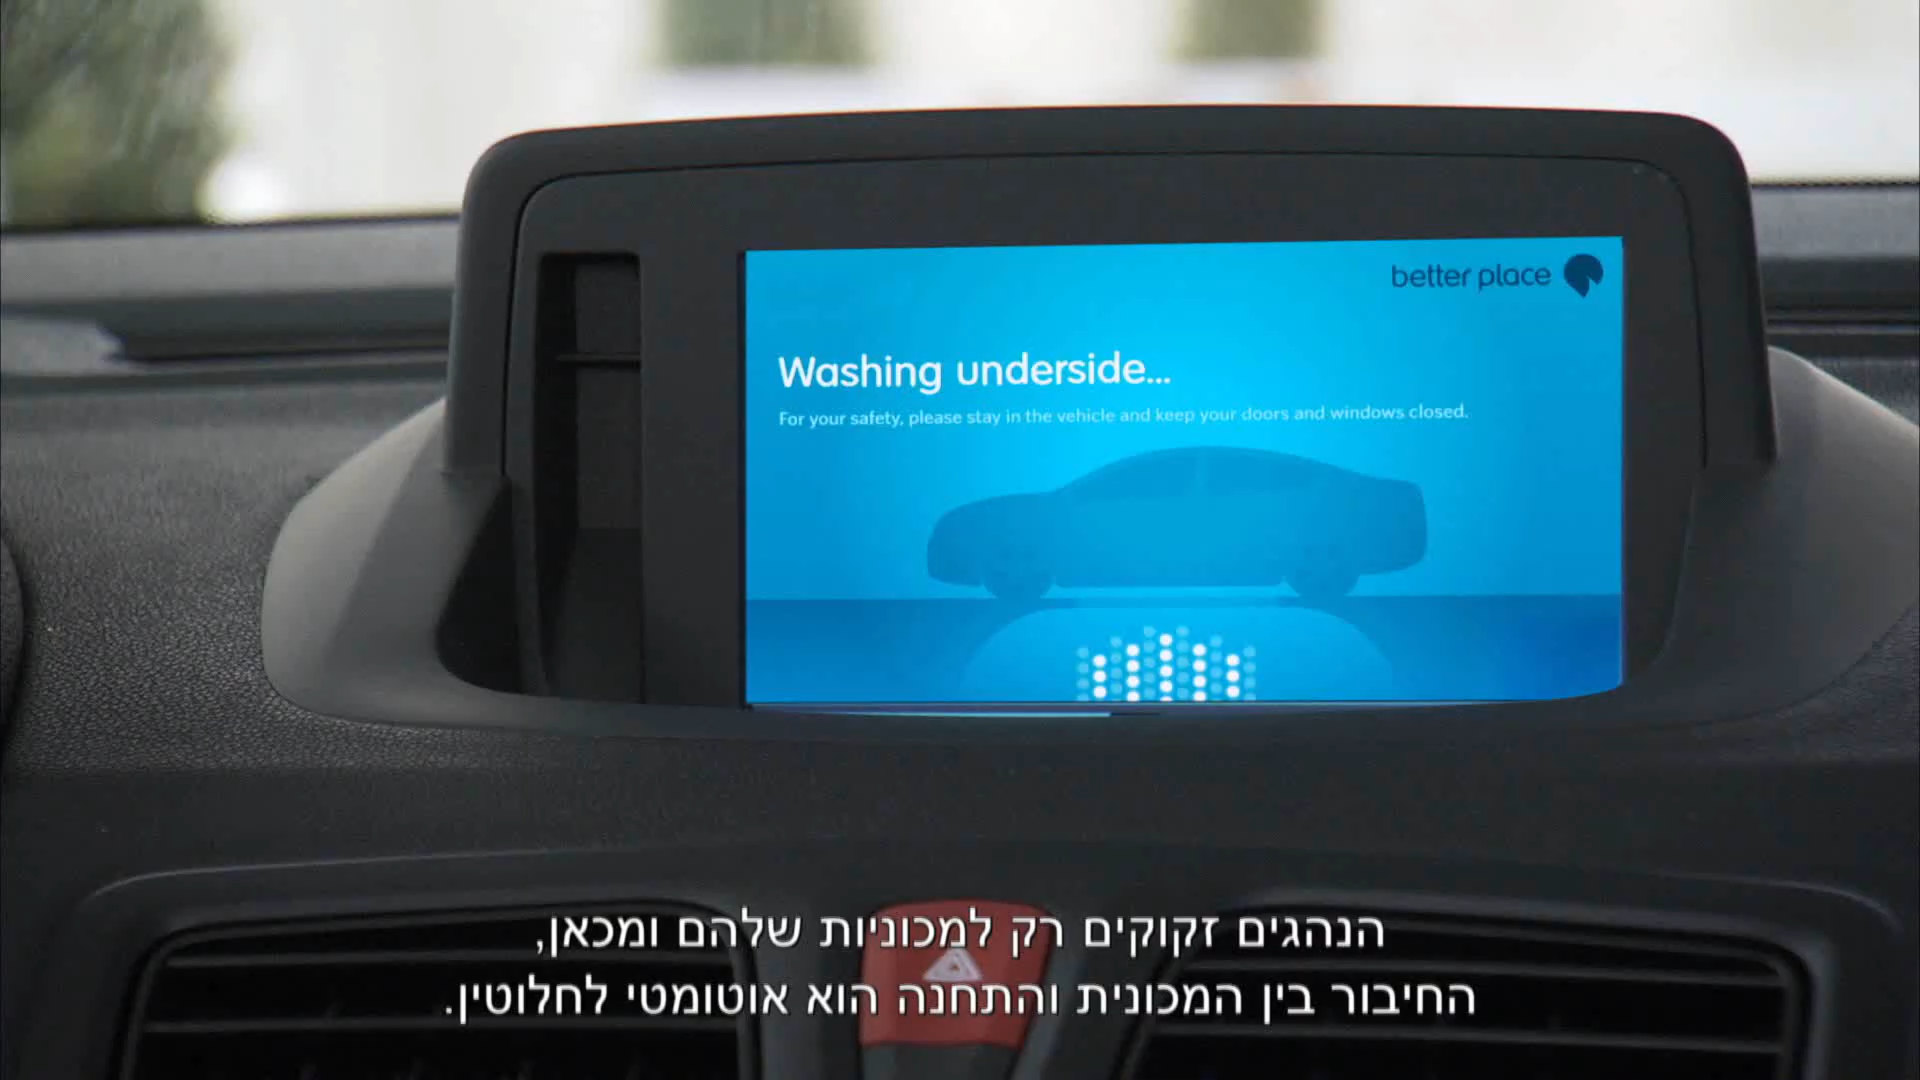 better place
Washing underside...
For your safety, please stay in the vehicle and keep your doors and windows closed.
הנהגים זקוקים רק למכוניות שלהם ומכאן,
החיבור בין המכונית והתחנה הוא אוטומטי לחלוטין.